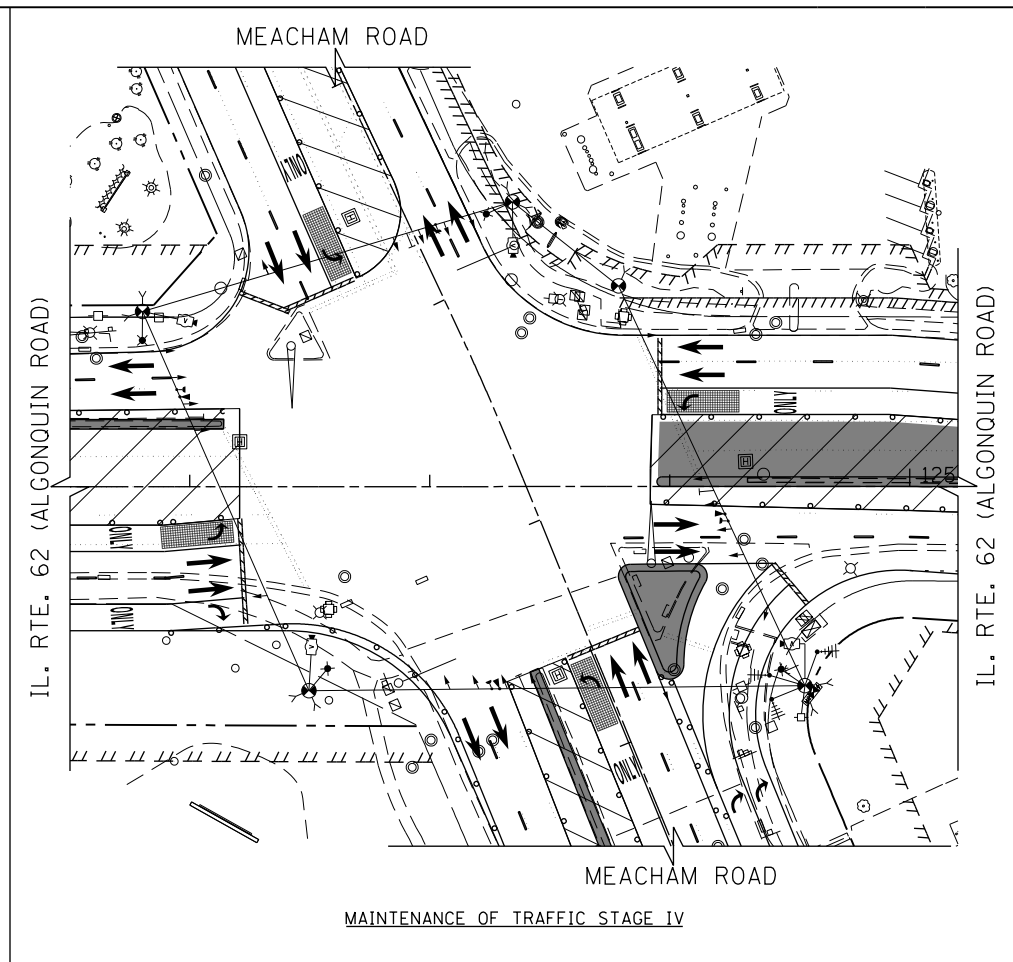 MEACHAM ROAD
ONLY
IL. RTE. 62 (ALGONQUIN ROAD)
IL. RTE. 62 (ALGONQUIN ROAD)
ONLY
H
H
H
125
ONLY
ONLY
H
ONLY
MEACHAM ROAD
MAINTENANCE OF TRAFFIC STAGE IV